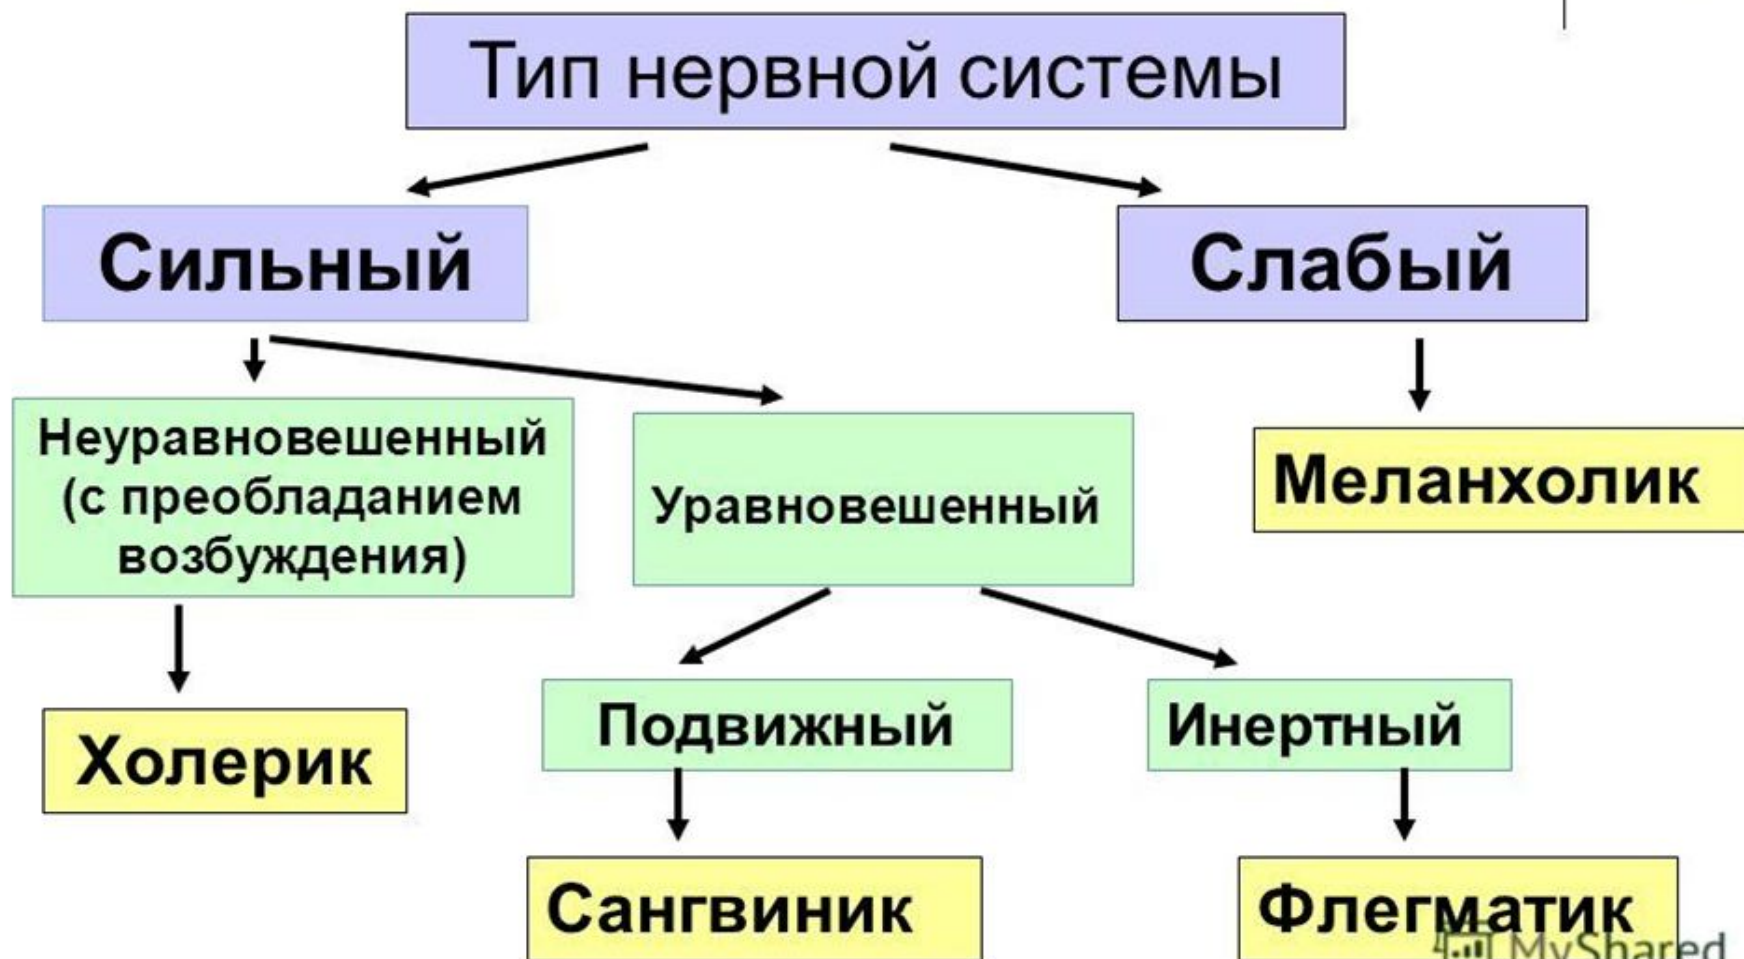 Тип нервной системы
Сильный
Слабый
Неуравновешенный
(с преобладанием
возбуждения)
Уравновешенный
Меланхолик
Холерик
Подвижный
Инертный
Сангвиник
Флегматик
MyShared